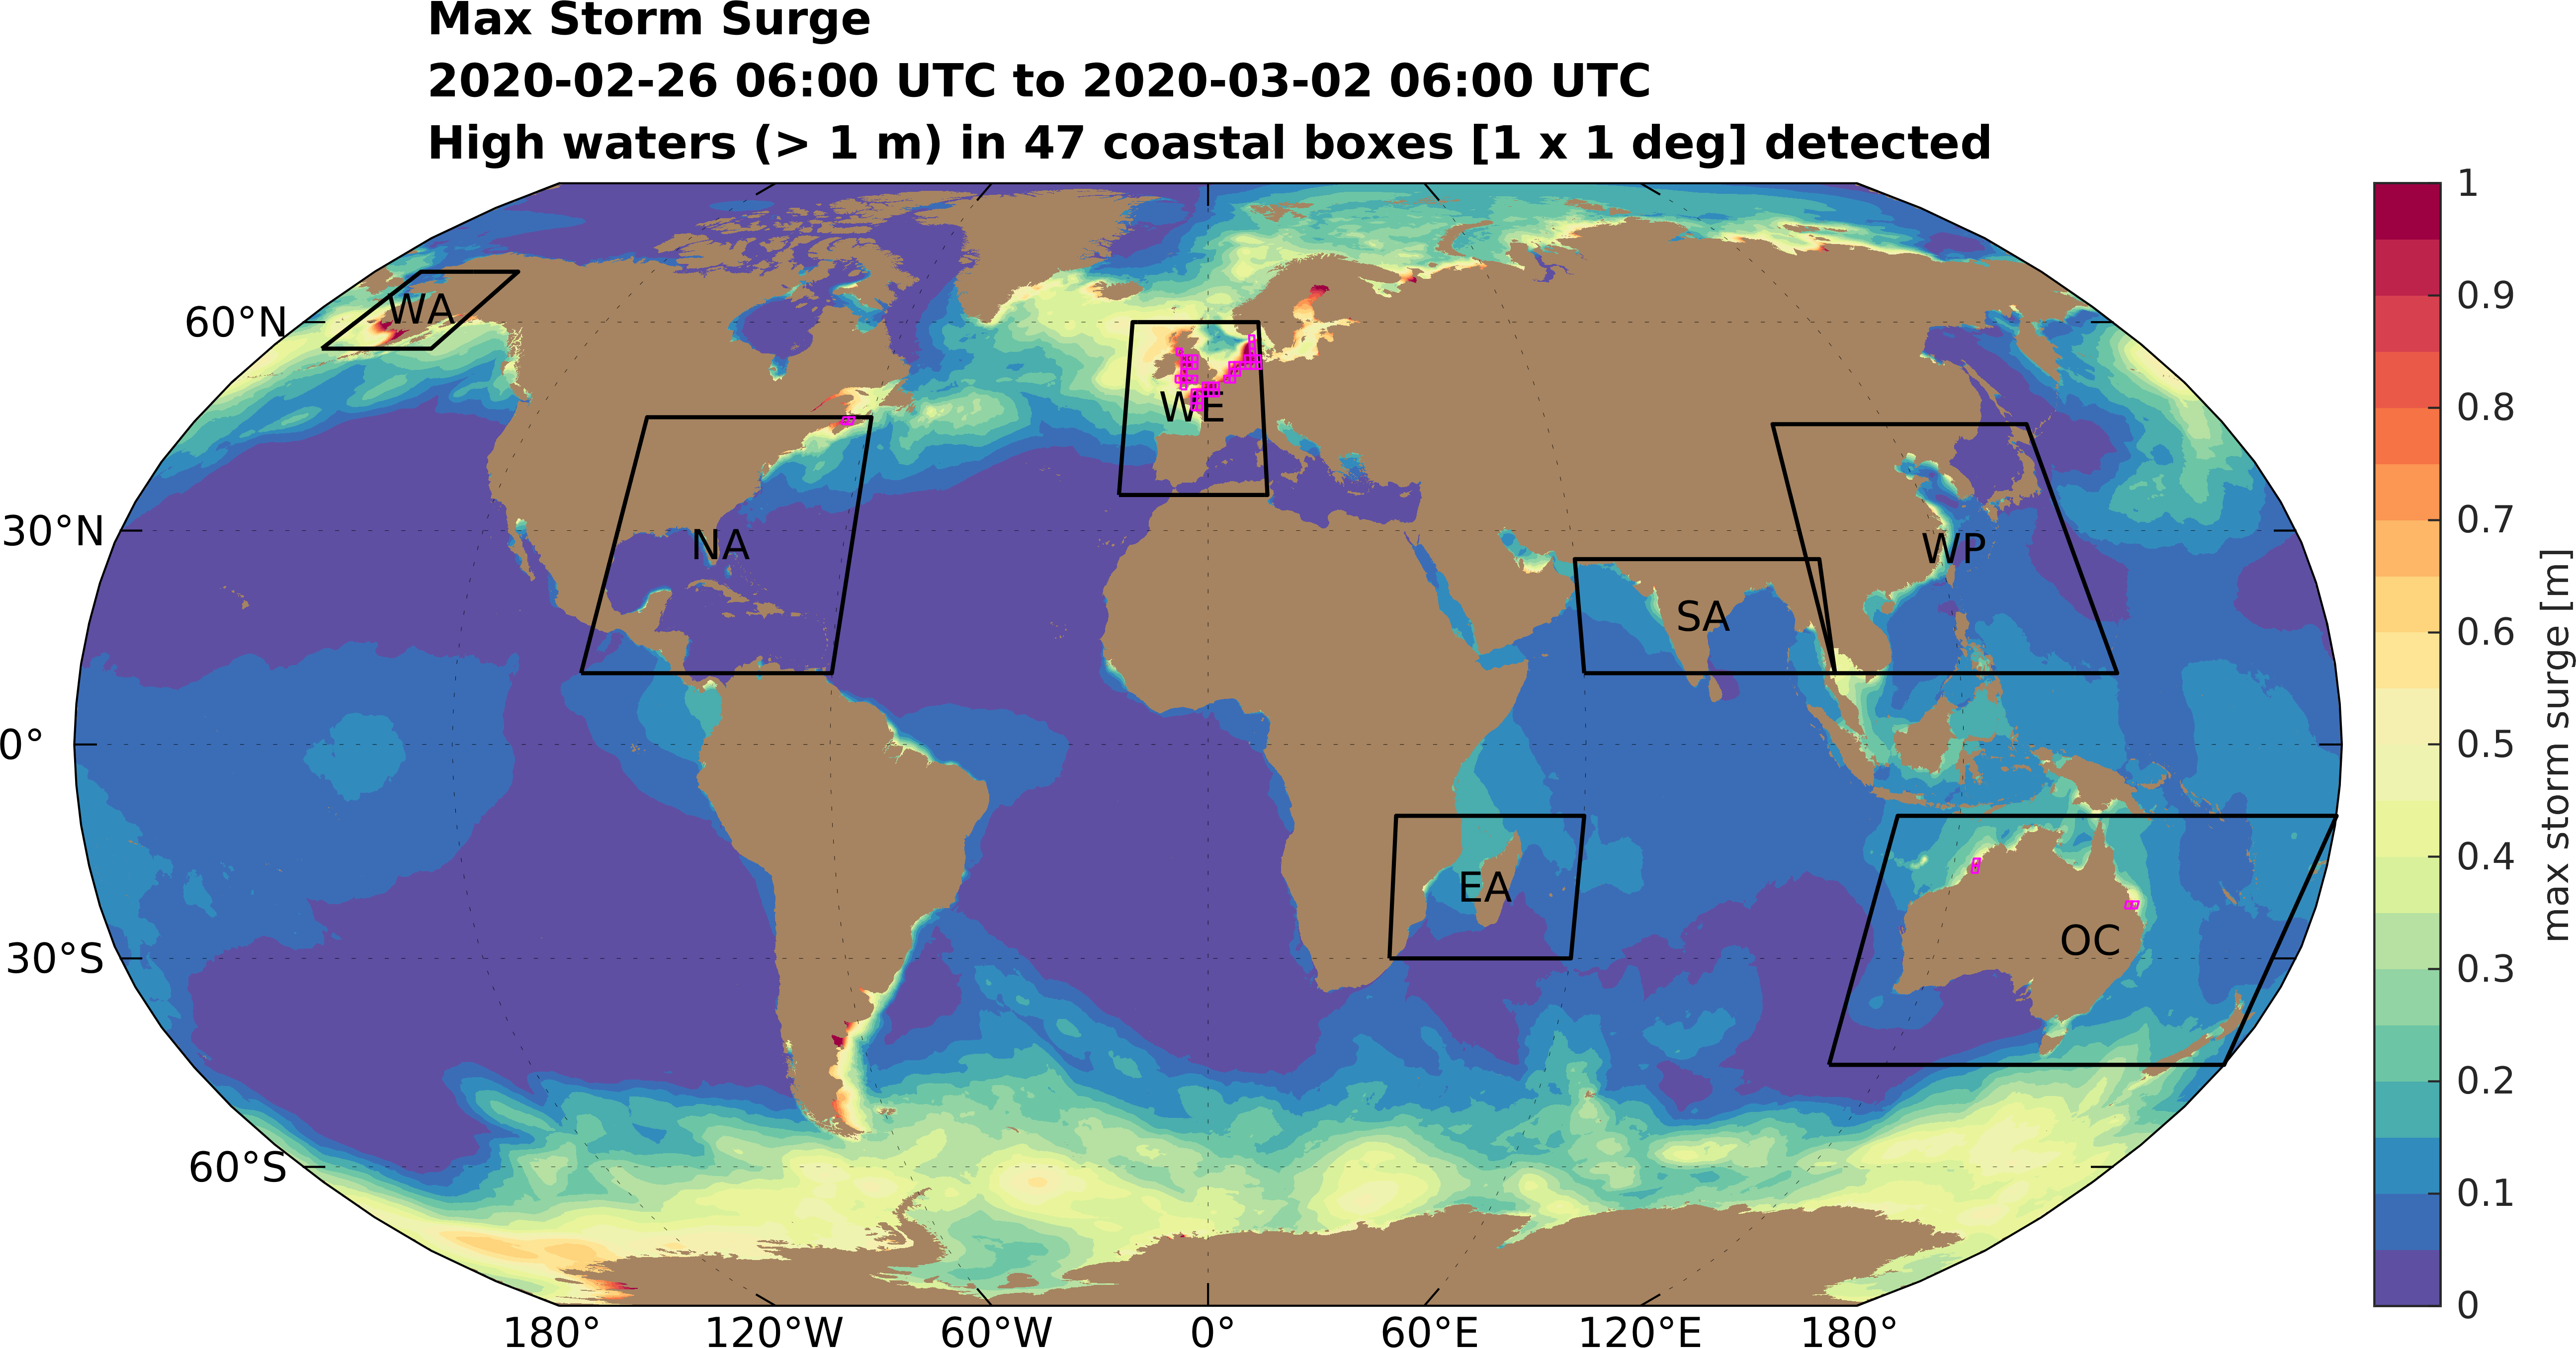 Max Storm Surge
2020-02-26 06:00 UTC to 2020-03-02 06:00 UTC
High waters (> 1 m) in 47 coastal boxes [1 x 1 deg] detected
60°N
30°N
0°
30°S
60°S
WA
NA
WE
SA
WP
EA
OC
180°
120°W
60°W
0°
60°E
120°E
180°
1
0.9
0.8
0.7
0.6
0.5
0.4
0.3
0.2
0.1
0
max storm surge [m]